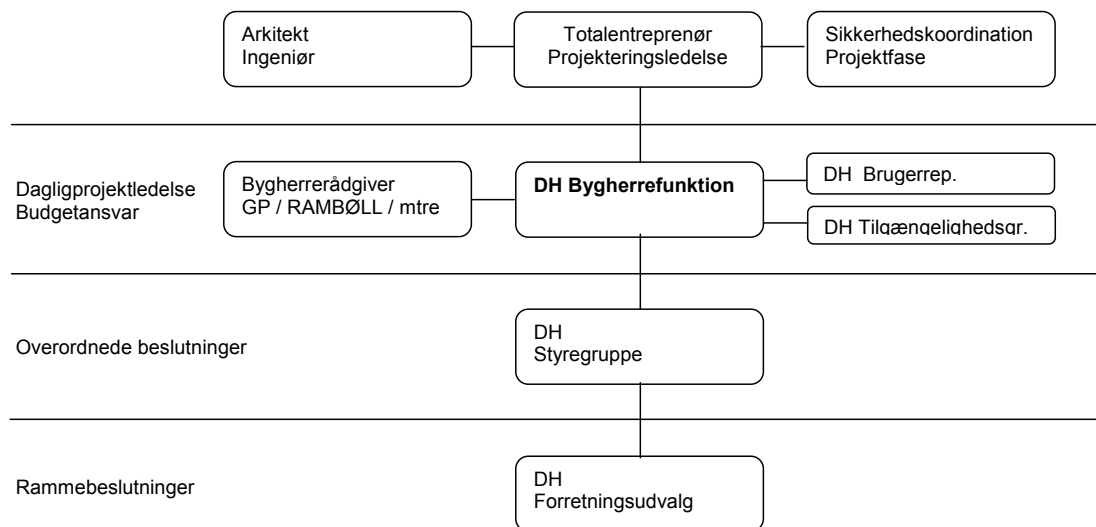 Arkitekt
Ingeniør
Totalentreprenør
Projekteringsledelse
Sikkerhedskoordination
Projektfase
Dagligprojektledelse
Budgetansvar
Bygherrerådgiver
GP / RAMBØLL / mtre
DH Bygherrefunktion
DH Brugerrep.
DH Tilgængelighedsgr.
Overordnede beslutninger
DH
Styregruppe
Rammebeslutninger
DH
Forretningsudvalg